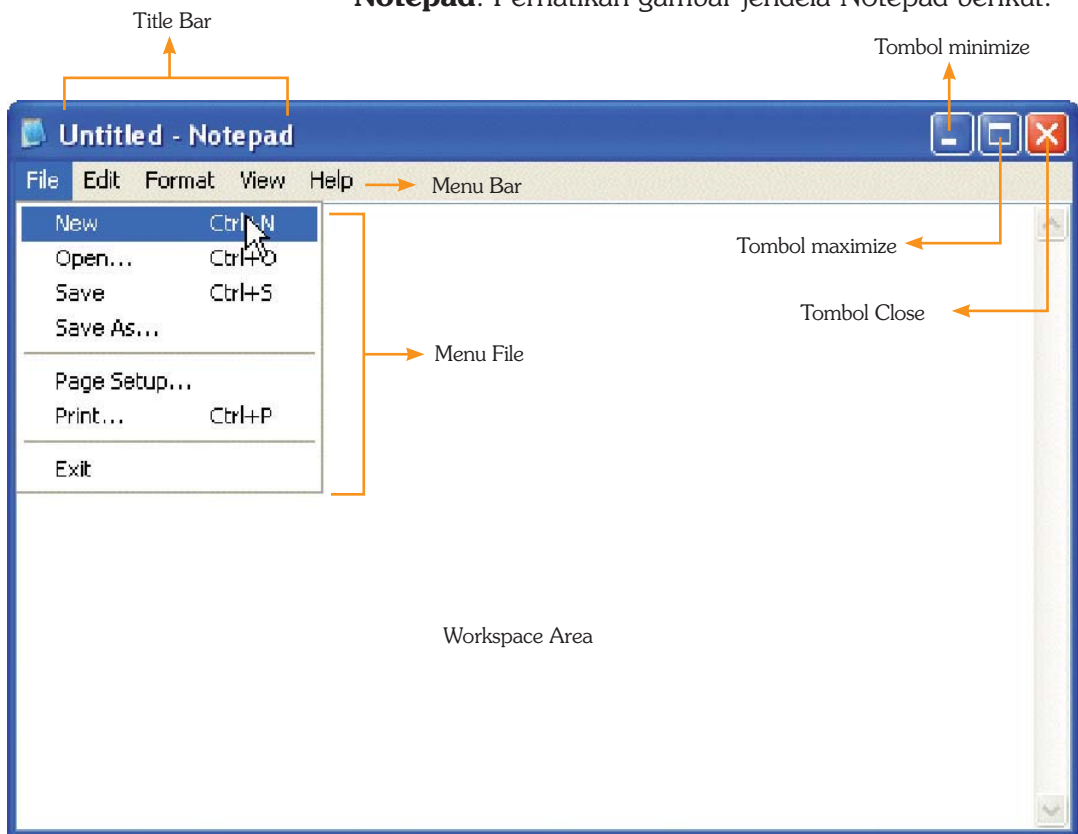 Notepad. Perhatikan gambar jendela Notepad berikut.
Title Bar
Tombol minimize
Untitled - Notepad
File Edit Format View Help
Menu Bar
New Ctrl+N
Open... Ctrl+O
Save Ctrl+S
Save As...
Page Setup...
Print... Ctrl+P
Exit
Menu File
Tombol maximize
Tombol Close
Workspace Area